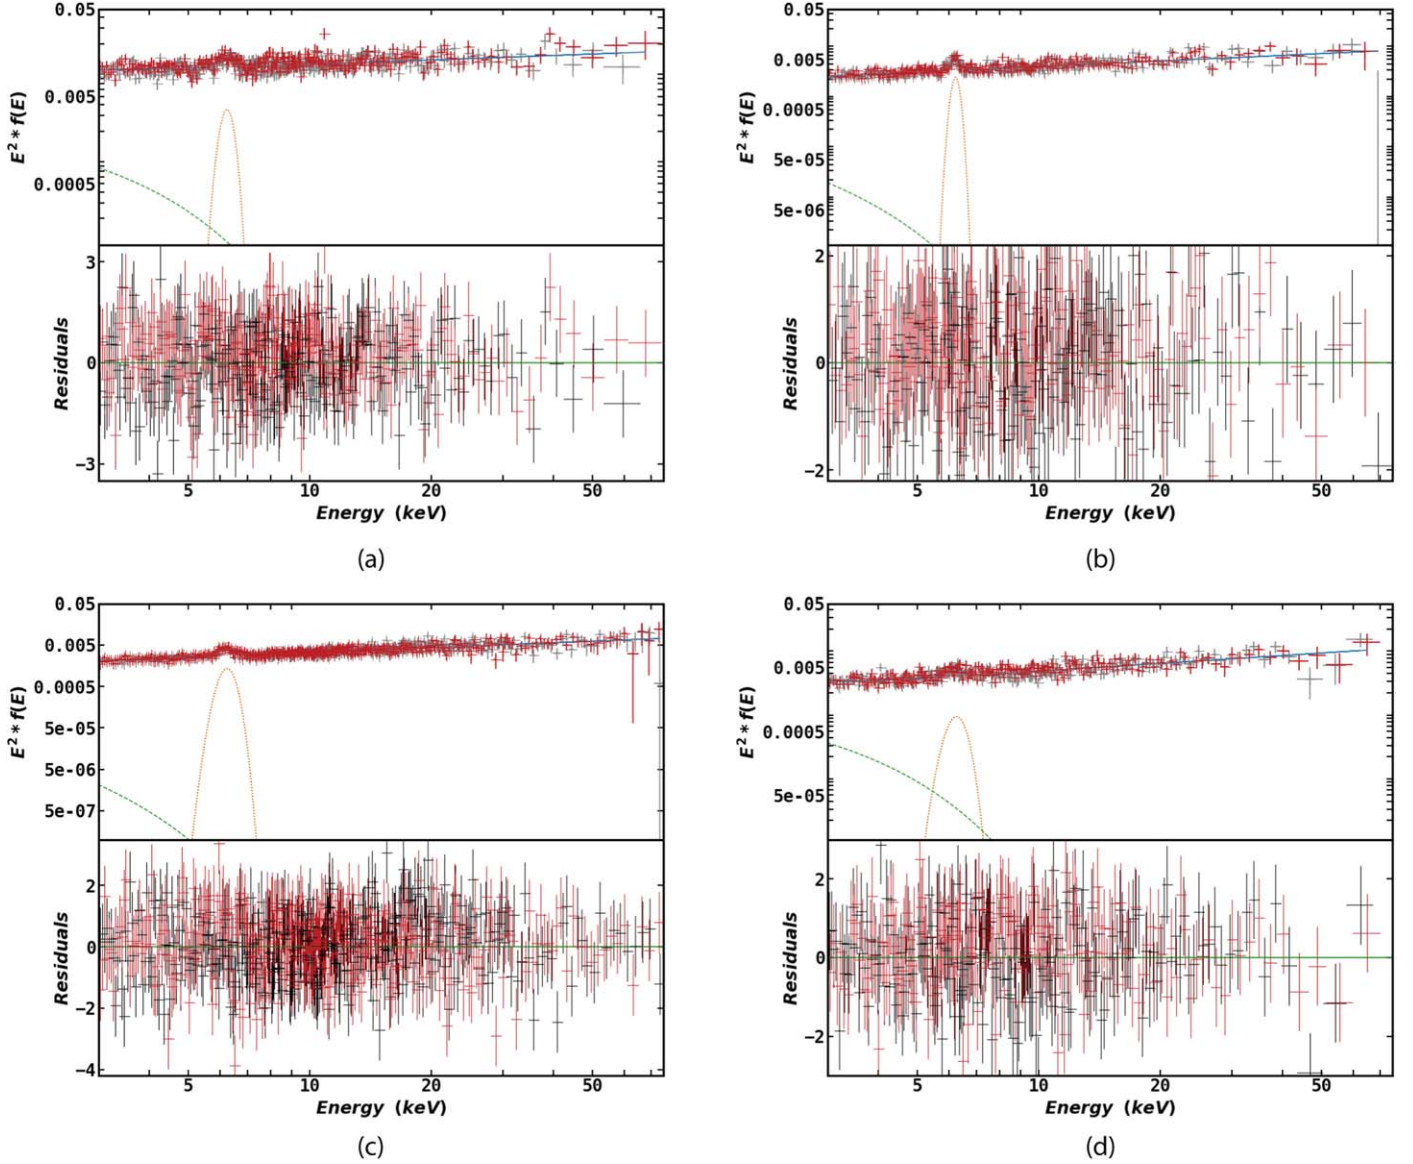 0.05
0.005
0.0005
E² * f(E)
3
0
−3
Residuals
5 10 20 50
Energy (keV)
(a)
0.05
0.005
0.0005
5e-05
5e-06
E² * f(E)
2
0
−2
Residuals
5 10 20 50
Energy (keV)
(b)
0.05
0.005
0.0005
5e-05
5e-06
5e-07
E² * f(E)
2
0
−2
−4
Residuals
5 10 20 50
Energy (keV)
(c)
0.05
0.005
0.0005
5e-05
E² * f(E)
2
0
−2
Residuals
5 10 20 50
Energy (keV)
(d)